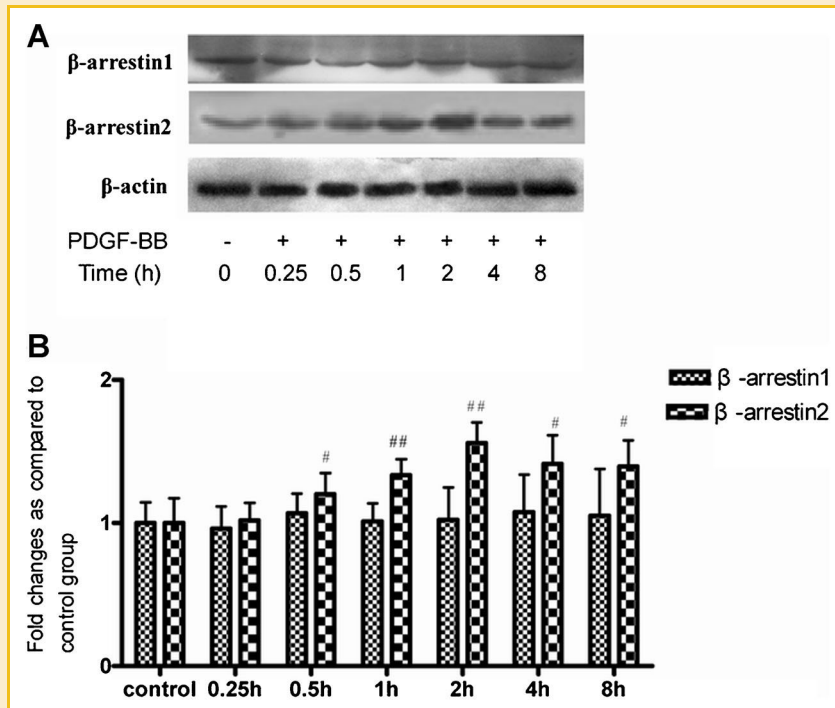 A
β-arrestin1
β-arrestin2
β-actin
PDGF-BB - + + + + + +
Time (h) 0 0.25 0.5 1 2 4 8
B
Fold changes as compared to
control group
2
1
0
# ## ## # #
control 0.25h 0.5h 1h 2h 4h 8h
β -arrestin1
β -arrestin2